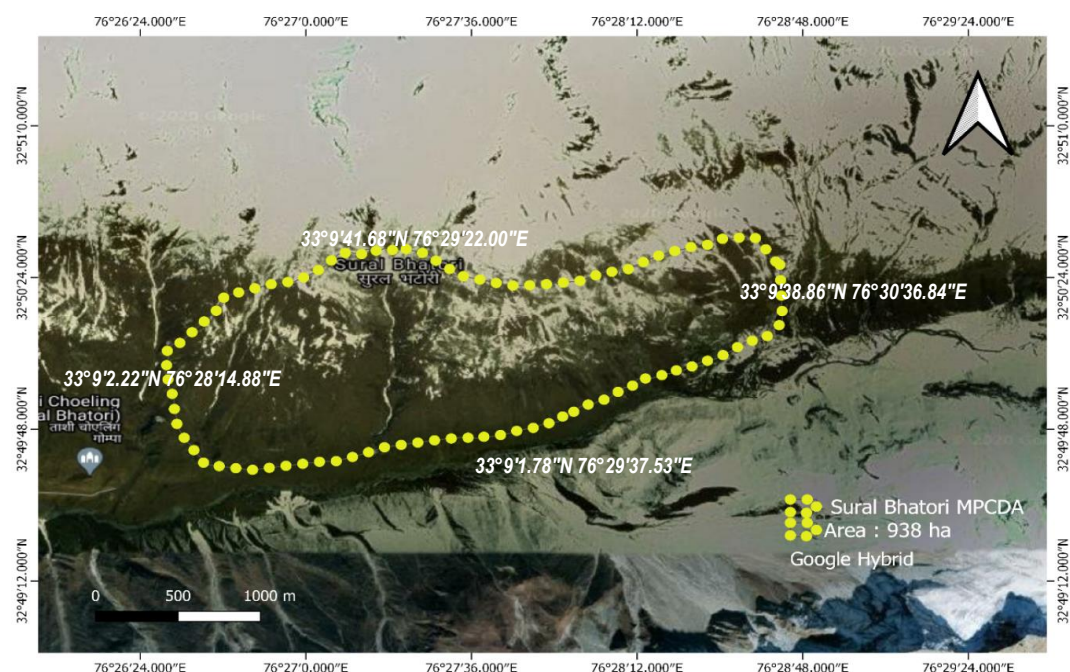 76°26'24.000"E 76°27'0.000"E 76°27'36.000"E 76°28'12.000"E 76°28'48.000"E 76°29'24.000"E
32°51'0.000"N 32°51'0.000"N
33°9'41.68"N 76°29'22.00"E
Sural Bhatori
सुरल भटोरी
32°50'24.000"N 32°50'24.000"N
33°9'38.86"N 76°30'36.84"E
33°9'2.22"N 76°28'14.88"E
i Choeling
al Bhatori)
ताशी चोएलिंग
गोम्पा
32°49'48.000"N 32°49'48.000"N
33°9'1.78"N 76°29'37.53"E
Sural Bhatori MPCDA
Area : 938 ha
Google Hybrid
32°49'12.000"N 32°49'12.000"N
0 500 1000 m
76°26'24.000"E 76°27'0.000"E 76°27'36.000"E 76°28'12.000"E 76°28'48.000"E 76°29'24.000"E